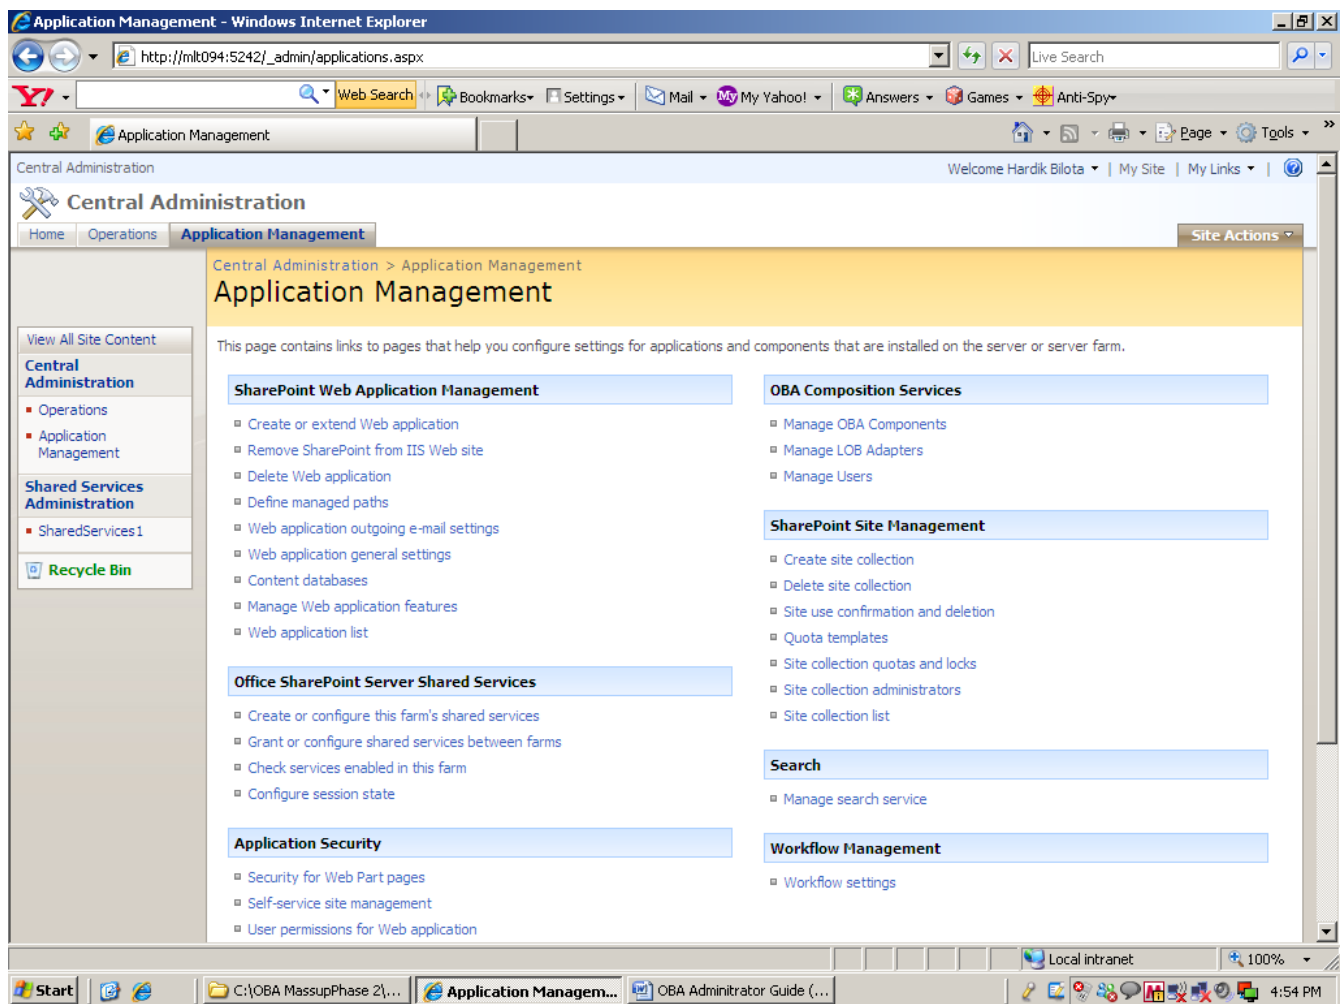 Application Management - Windows Internet Explorer
http://mlt094:5242/_admin/applications.aspx
Live Search
Y! Web Search Bookmarks Settings Mail My Yahoo! Answers Games Anti-Spy
Application Management
Page Tools
Central Administration
Welcome Hardik Bilota | My Site | My Links |
Central Administration
Home Operations Application Management
Site Actions
Central Administration > Application Management
Application Management
View All Site Content
Central
Administration
Operations
Application
Management
Shared Services
Administration
SharedServices1
Recycle Bin
This page contains links to pages that help you configure settings for applications and components that are installed on the server or server farm.
SharePoint Web Application Management
Create or extend Web application
Remove SharePoint from IIS Web site
Delete Web application
Define managed paths
Web application outgoing e-mail settings
Web application general settings
Content databases
Manage Web application features
Web application list
Office SharePoint Server Shared Services
Create or configure this farm's shared services
Grant or configure shared services between farms
Check services enabled in this farm
Configure session state
Application Security
Security for Web Part pages
Self-service site management
User permissions for Web application
OBA Composition Services
Manage OBA Components
Manage LOB Adapters
Manage Users
SharePoint Site Management
Create site collection
Delete site collection
Site use confirmation and deletion
Quota templates
Site collection quotas and locks
Site collection administrators
Site collection list
Search
Manage search service
Workflow Management
Workflow settings
Local intranet
100%
Start
C:\OBA MassupPhase 2\...
Application Managem...
OBA Adminitrator Guide (...
4:54 PM